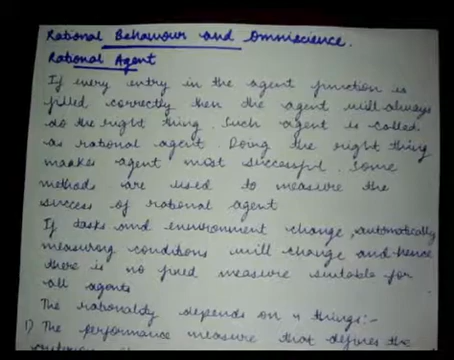 Rational Behaviour and Omniscience.
Rational Agent
If every entry in the agent function is
filled correctly then the agent will always
do the right thing. Such agent is called
as rational agent. Doing the right thing
makes agent most successful. Some
methods are used to measure the
success of rational agent
If tasks and environment change, automatically
measuring conditions will change and hence
there is no fixed measure suitable for
all agents
The rationality depends on 4 things:-
1) The performance measure that defines the